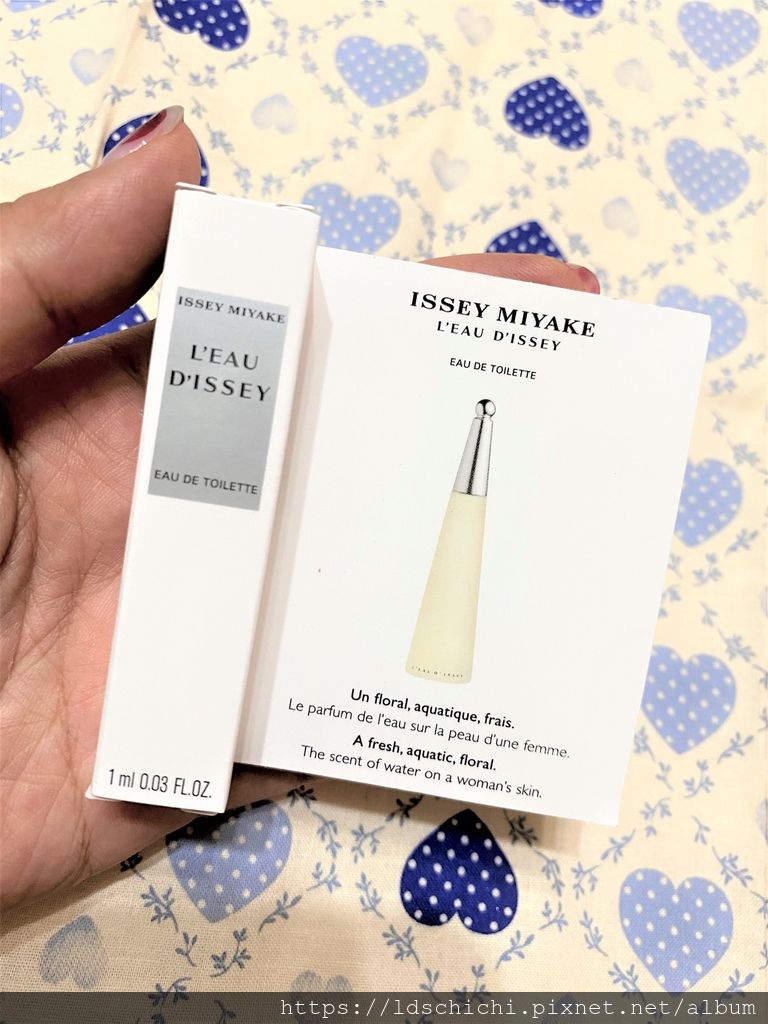 ISSEY MIYAKE
L'EAU
D'ISSEY
EAU DE TOILETTE
1 ml 0.03 FL.OZ.
ISSEY MIYAKE
L'EAU D'ISSEY
EAU DE TOILETTE
L'EAU D'ISSEY
Un floral, aquatique, frais.
Le parfum de l'eau sur la peau d'une femme.
A fresh, aquatic, floral.
The scent of water on a woman's skin.
https://ldschichi.pixnet.net/album